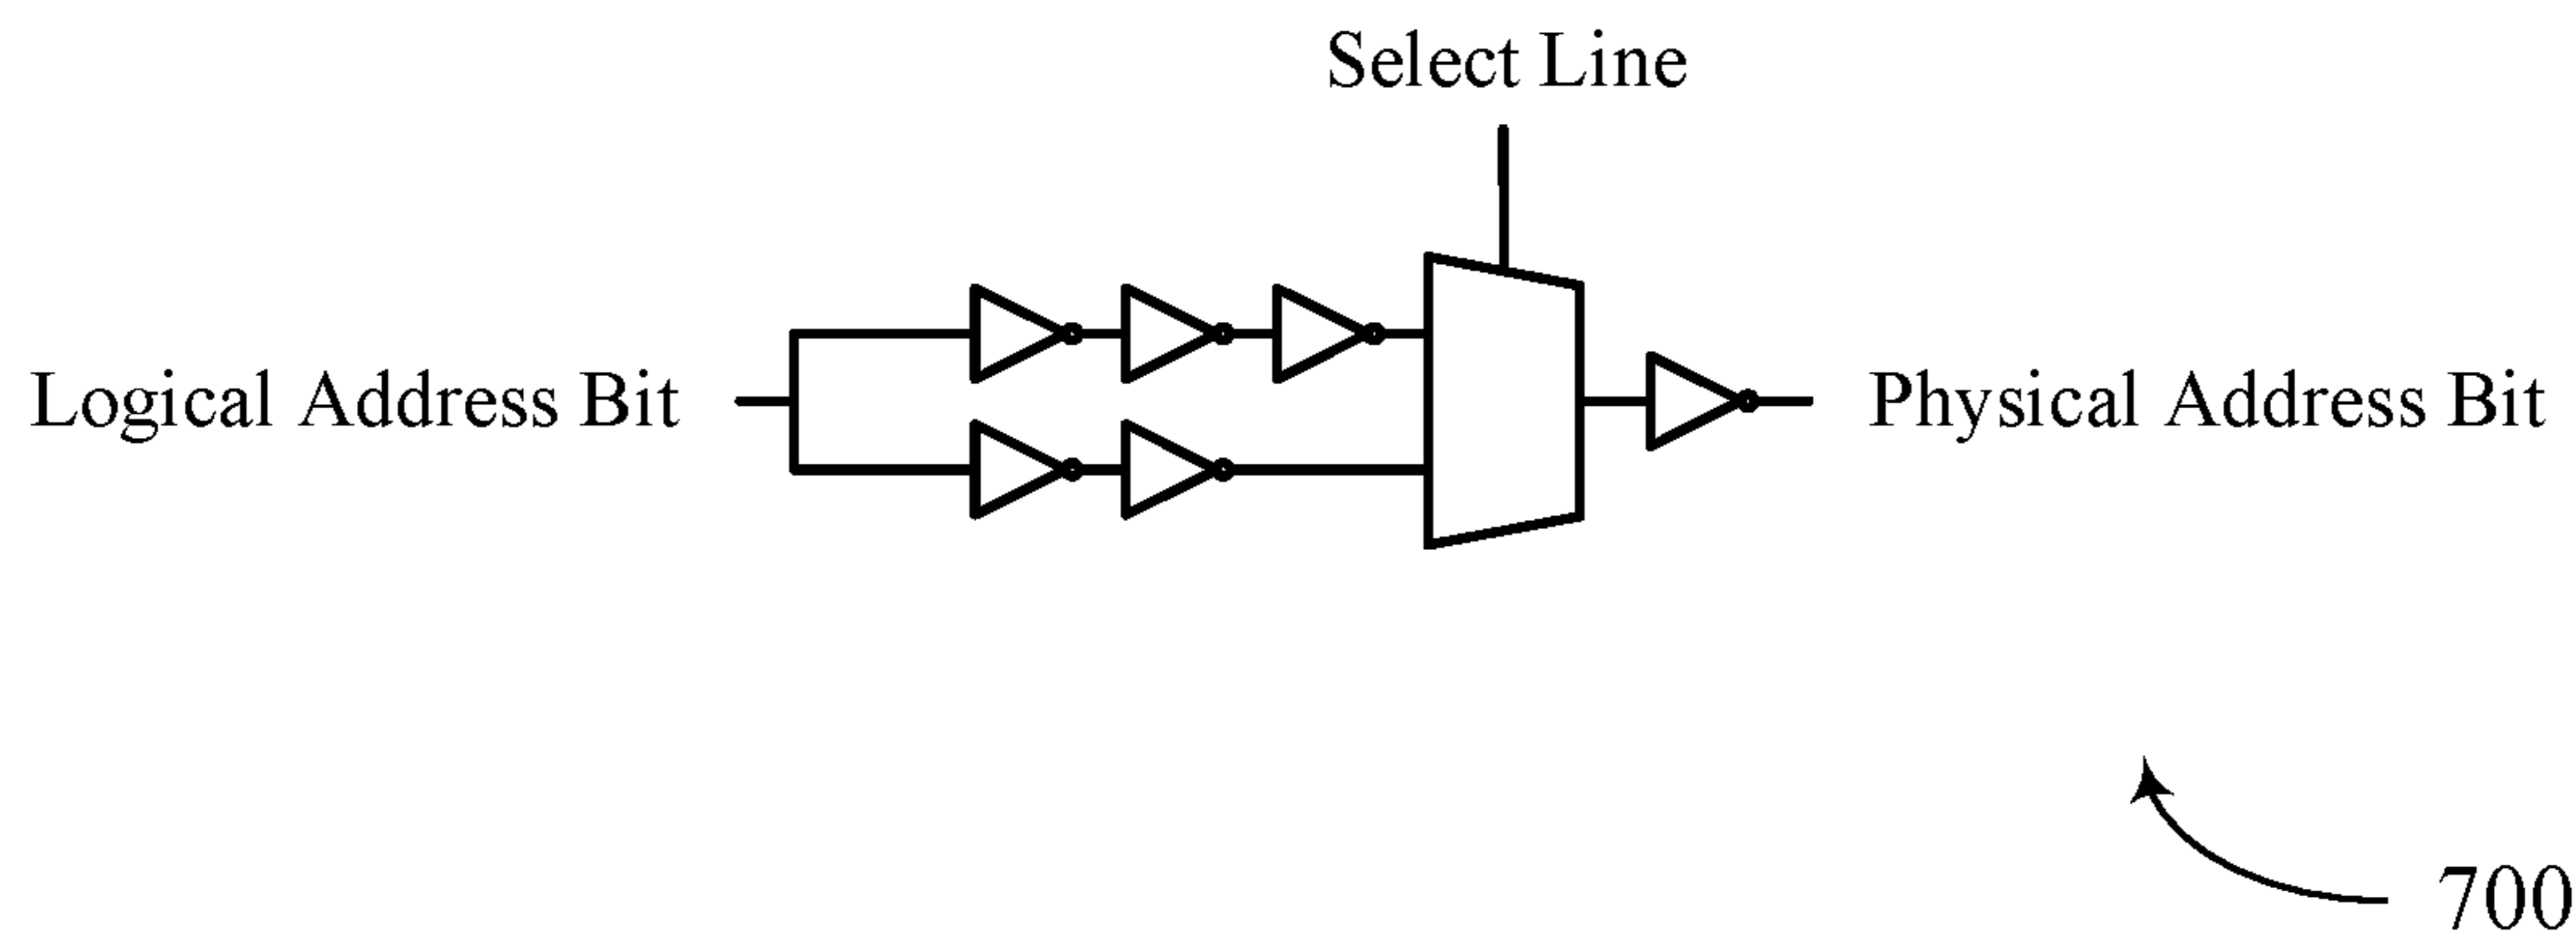 Select Line
Logical Address Bit
Physical Address Bit
700